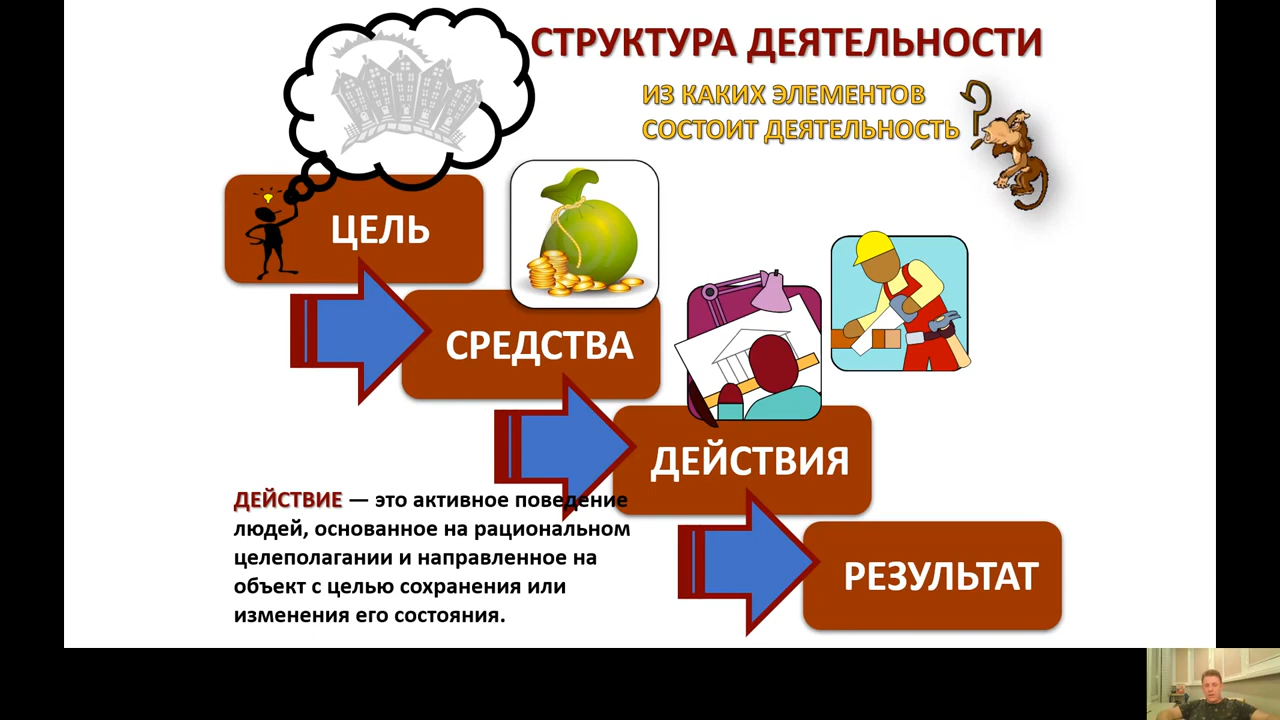 СТРУКТУРА ДЕЯТЕЛЬНОСТИ
ИЗ КАКИХ ЭЛЕМЕНТОВ
СОСТОИТ ДЕЯТЕЛЬНОСТЬ
ЦЕЛЬ
СРЕДСТВА
ДЕЙСТВИЯ
РЕЗУЛЬТАТ
ДЕЙСТВИЕ — это активное поведение
людей, основанное на рациональном
целеполагании и направленное на
объект с целью сохранения или
изменения его состояния.